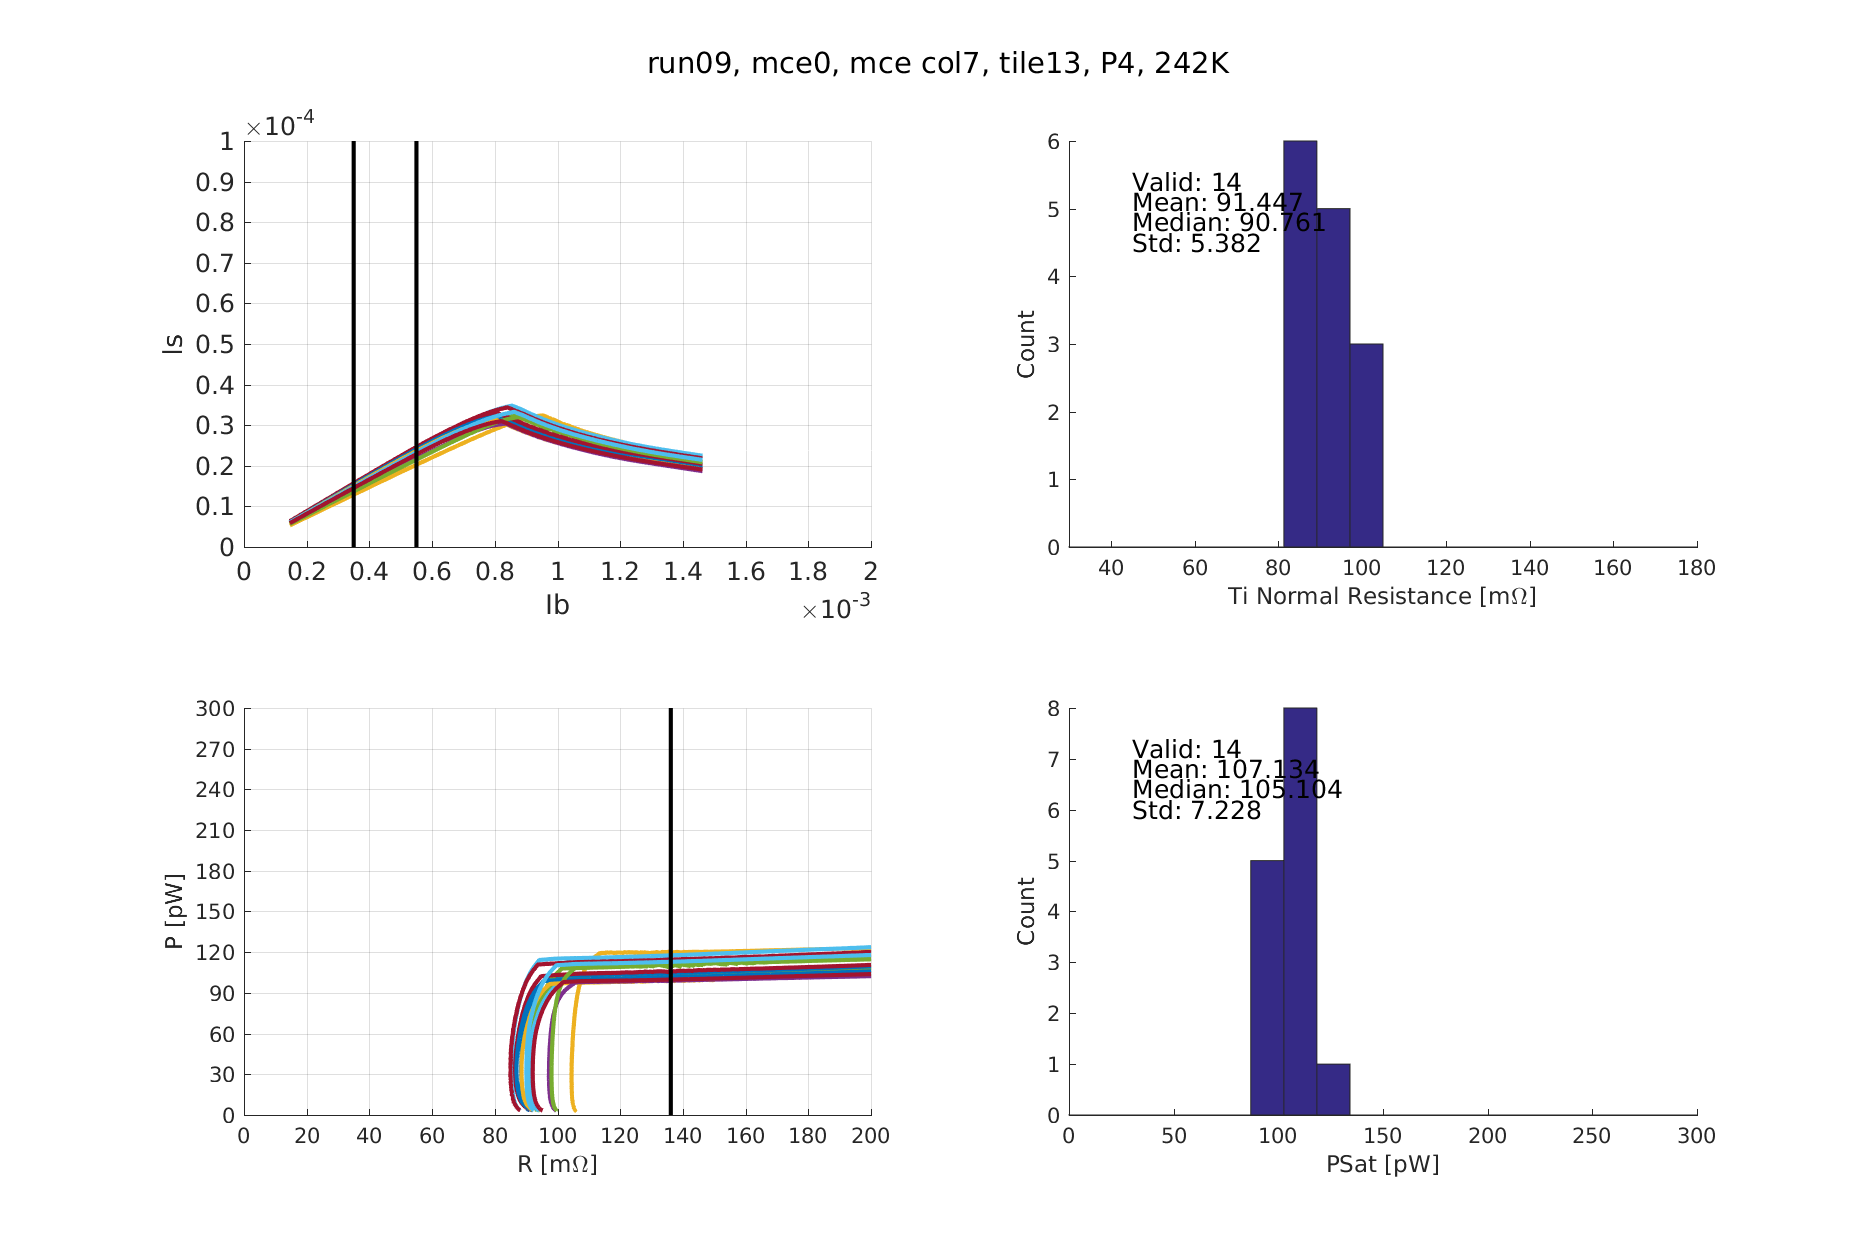 run09, mce0, mce col7, tile13, P4, 242K
×10-4
1
0.9
0.8
0.7
0.6
0.5
0.4
0.3
0.2
0.1
0
Is
0 0.2 0.4 0.6 0.8 1 1.2 1.4 1.6 1.8 2
Ib
×10-3
6
5
4
3
2
1
0
Count
Valid: 14
Mean: 91.447
Median: 90.761
Std: 5.382
40 60 80 100 120 140 160 180
Ti Normal Resistance [mΩ]
300
270
240
210
180
150
120
90
60
30
0
P [pW]
0 20 40 60 80 100 120 140 160 180 200
R [mΩ]
8
7
6
5
4
3
2
1
0
Count
Valid: 14
Mean: 107.134
Median: 105.104
Std: 7.228
0 50 100 150 200 250 300
PSat [pW]